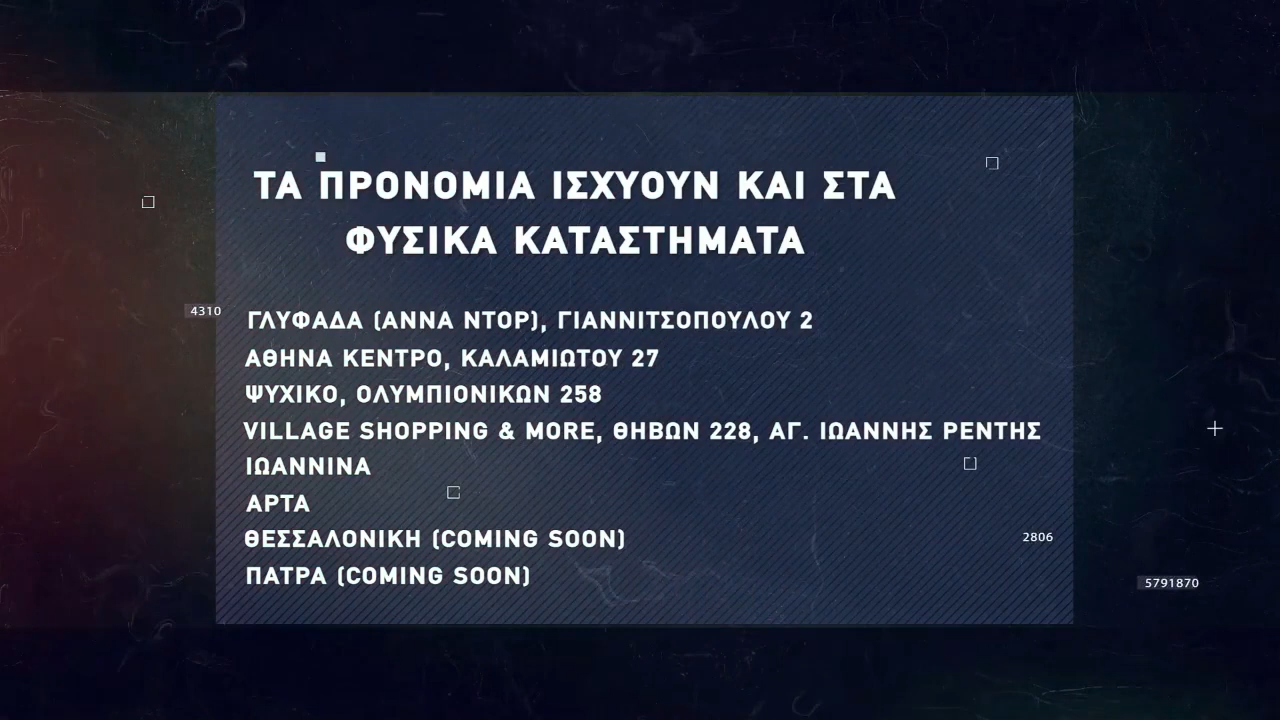 ΤΑ ΠΡΟΝΟΜΙΑ ΙΣΧΥΟΥΝ ΚΑΙ ΣΤΑ
ΦΥΣΙΚΑ ΚΑΤΑΣΤΗΜΑΤΑ
4310
ΓΛΥΦΑΔΑ (ΑΝΝΑ ΝΤΟΡ), ΓΙΑΝΝΙΤΣΟΠΟΥΛΟΥ 2
ΑΘΗΝΑ ΚΕΝΤΡΟ, ΚΑΛΑΜΙΩΤΟΥ 27
ΨΥΧΙΚΟ, ΟΛΥΜΠΙΟΝΙΚΩΝ 258
VILLAGE SHOPPING & MORE, ΘΗΒΩΝ 228, ΑΓ. ΙΩΑΝΝΗΣ ΡΕΝΤΗΣ
ΙΩΑΝΝΙΝΑ
ΑΡΤΑ
ΘΕΣΣΑΛΟΝΙΚΗ (COMING SOON)
2806
ΠΑΤΡΑ (COMING SOON)
5791870